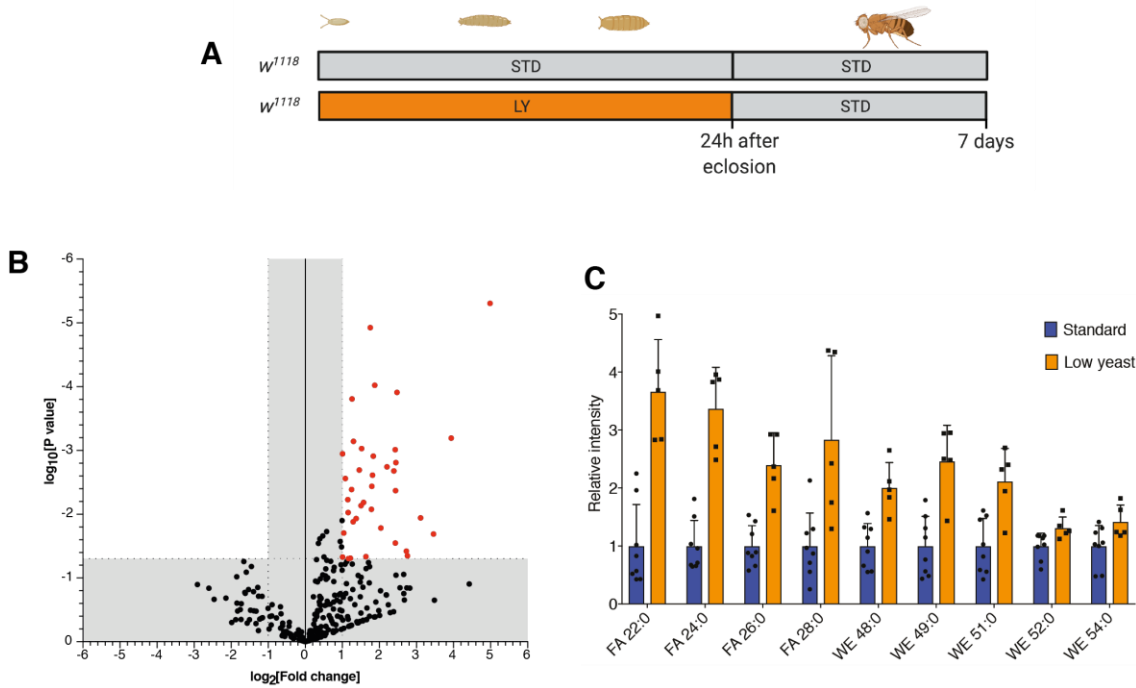 A
w1118 STD STD
w1118 LY STD
24h after
eclosion
7 days
B
log10[P value]
-6
-5
-4
-3
-2
-1
0
-6 -5 -4 -3 -2 -1 0 1 2 3 4 5 6
log2[Fold change]
C
Relative intensity
5
4
3
2
1
0
Standard
Low yeast
FA 22:0 FA 24:0 FA 26:0 FA 28:0 WE 48:0 WE 49:0 WE 51:0 WE 52:0 WE 54:0